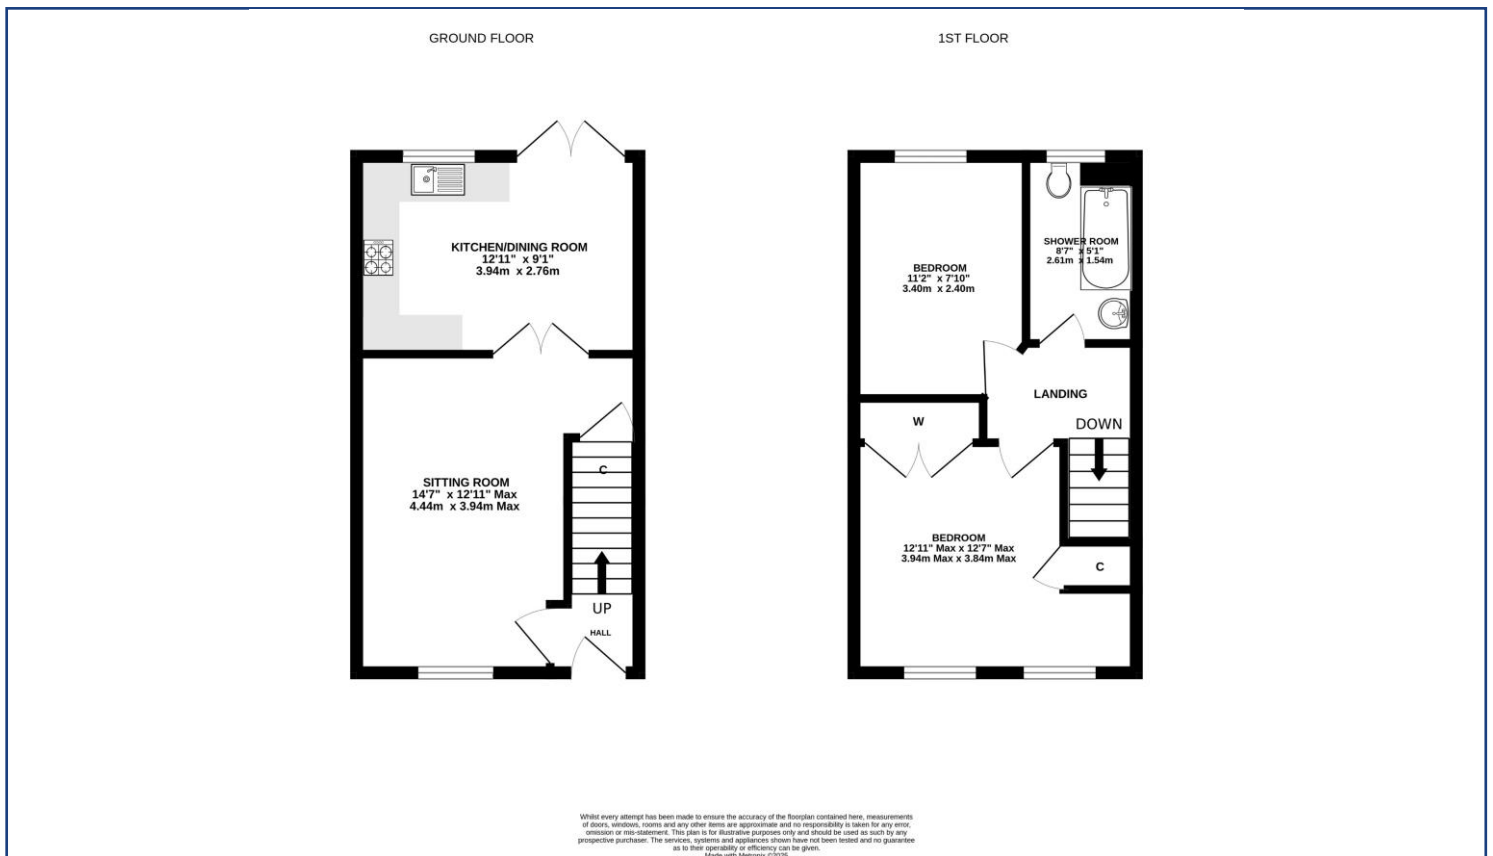 GROUND FLOOR
1ST FLOOR
KITCHEN/DINING ROOM
12'11" x 9'1"
3.94m x 2.76m
SITTING ROOM
14'7" x 12'11" Max
4.44m x 3.94m Max
C
UP
HALL
BEDROOM
11'2" x 7'10"
3.40m x 2.40m
SHOWER ROOM
8'7" x 5'1"
2.61m x 1.54m
LANDING
DOWN
W
BEDROOM
12'11" Max x 12'7" Max
3.94m Max x 3.84m Max
C
Whilst every attempt has been made to ensure the accuracy of the floorplan contained here, measurements
of doors, windows, rooms and any other items are approximate and no responsibility is taken for any error,
omission or mis-statement. This plan is for illustrative purposes only and should be used as such by any
prospective purchaser. The services, systems and appliances shown have not been tested and no guarantee
as to their operability or efficiency can be given.
Made with Metropix ©2025